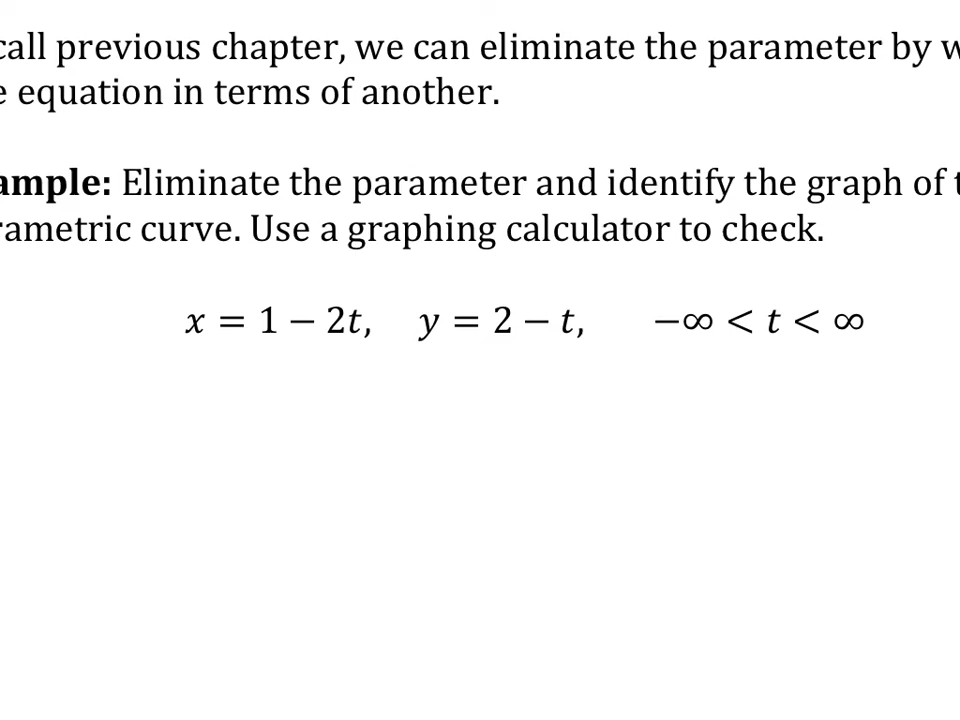 call previous chapter, we can eliminate the parameter by w
e equation in terms of another.
ample: Eliminate the parameter and identify the graph of t
rametric curve. Use a graphing calculator to check.
x = 1 − 2t, y = 2 − t, −∞ < t < ∞